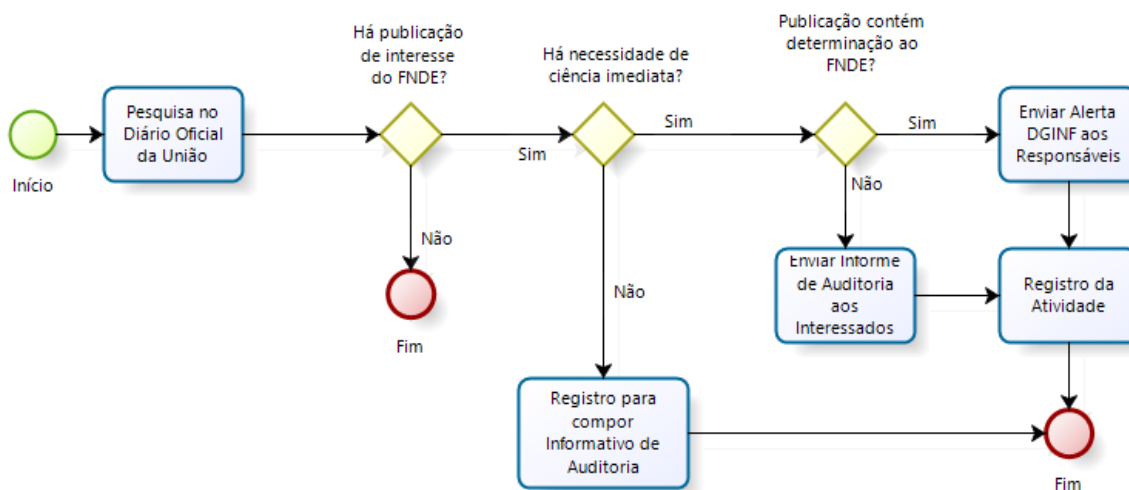 Há publicação
de interesse
do FNDE?
Há necessidade de
ciência imediata?
Publicação contém
determinação ao
FNDE?
Início
Pesquisa no
Diário Oficial
da União
Sim
Sim
Sim
Enviar Alerta
DGINF aos
Responsáveis
Não
Fim
Não
Não
Enviar Informe
de Auditoria
aos
Interessados
Registro da
Atividade
Registro para
compor
Informativo de
Auditoria
Fim